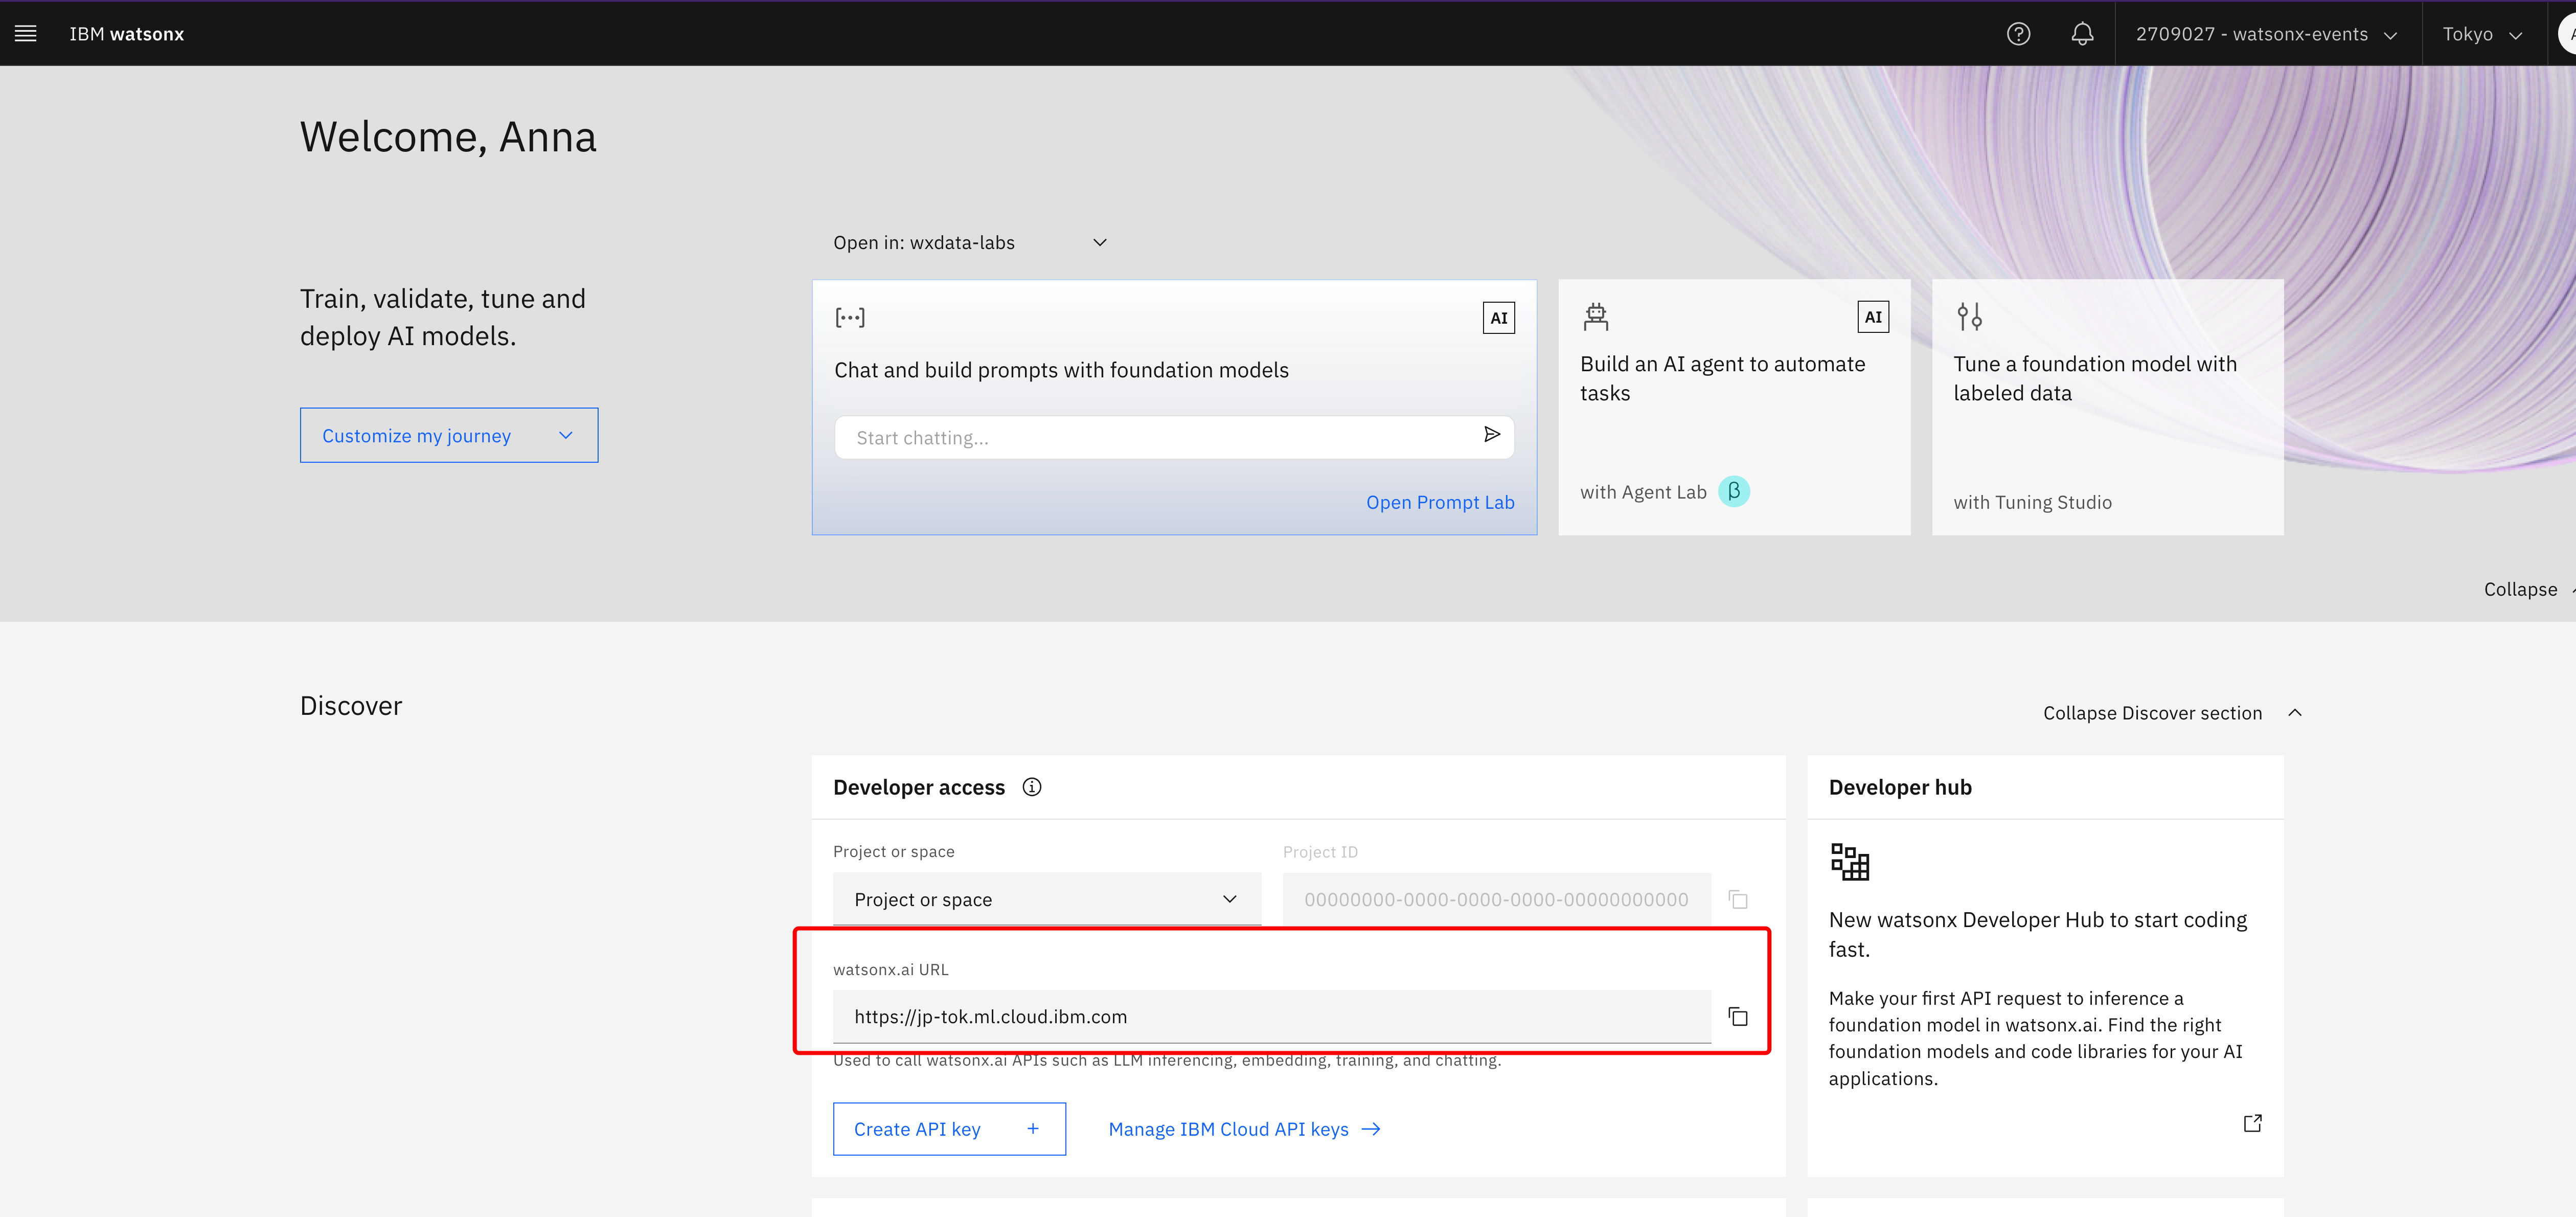 IBM watsonx
2709027 - watsonx-events
Tokyo
Welcome, Anna
Train, validate, tune and
deploy AI models.
Customize my journey
Open in: wxdata-labs
AI
Chat and build prompts with foundation models
Start chatting...
Open Prompt Lab
AI
Build an AI agent to automate
tasks
with Agent Lab β
Tune a foundation model with
labeled data
with Tuning Studio
Collapse
Discover
Collapse Discover section
Developer access
Project or space
Project ID
Project or space
00000000-0000-0000-0000-00000000000
watsonx.ai URL
https://jp-tok.ml.cloud.ibm.com
Used to call watsonx.ai APIs such as LLM inferencing, embedding, training, and chatting.
Create API key +
Manage IBM Cloud API keys →
Developer hub
New watsonx Developer Hub to start coding
fast.
Make your first API request to inference a
foundation model in watsonx.ai. Find the right
foundation models and code libraries for your AI
applications.